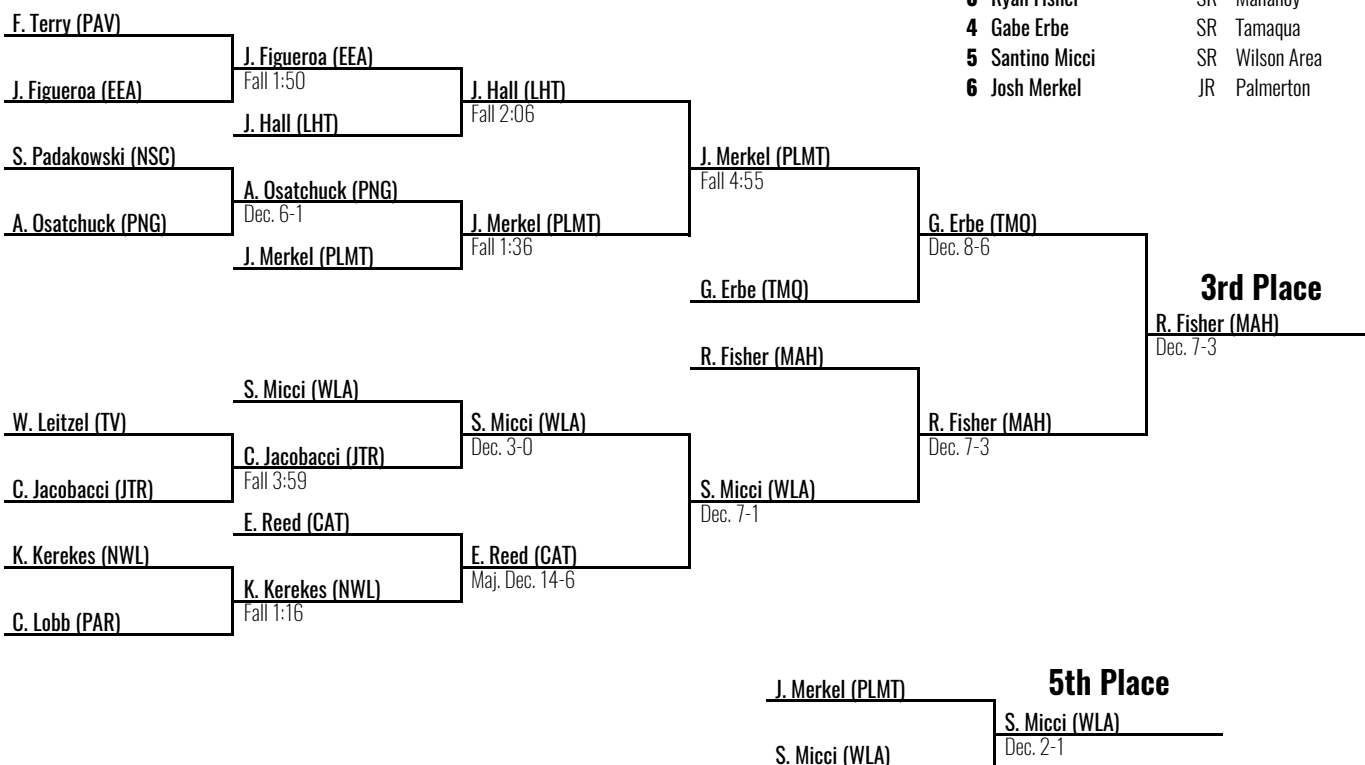 3 Ryan Fisher SR Mahanoy
F. Terry (PAV)
4 Gabe Erbe SR Tamaqua
J. Figueroa (EEA)
5 Santino Micci SR Wilson Area
Fall 1:50
J. Figueroa (EEA)
J. Hall (LHT)
6 Josh Merkel JR Palmerton
Fall 2:06
J. Hall (LHT)
S. Padakowski (NSC)
J. Merkel (PLMT)
Fall 4:55
A. Osatchuck (PNG)
Dec. 6-1
A. Osatchuck (PNG)
J. Merkel (PLMT)
G. Erbe (TMQ)
Fall 1:36
Dec. 8-6
J. Merkel (PLMT)
G. Erbe (TMQ)
3rd Place
R. Fisher (MAH)
Dec. 7-3
R. Fisher (MAH)
S. Micci (WLA)
W. Leitzel (TV)
S. Micci (WLA)
R. Fisher (MAH)
Dec. 3-0
Dec. 7-3
C. Jacobacci (JTR)
Fall 3:59
C. Jacobacci (JTR)
S. Micci (WLA)
Dec. 7-1
E. Reed (CAT)
K. Kerekes (NWL)
E. Reed (CAT)
Maj. Dec. 14-6
K. Kerekes (NWL)
Fall 1:16
C. Lobb (PAR)
5th Place
J. Merkel (PLMT)
S. Micci (WLA)
Dec. 2-1
S. Micci (WLA)